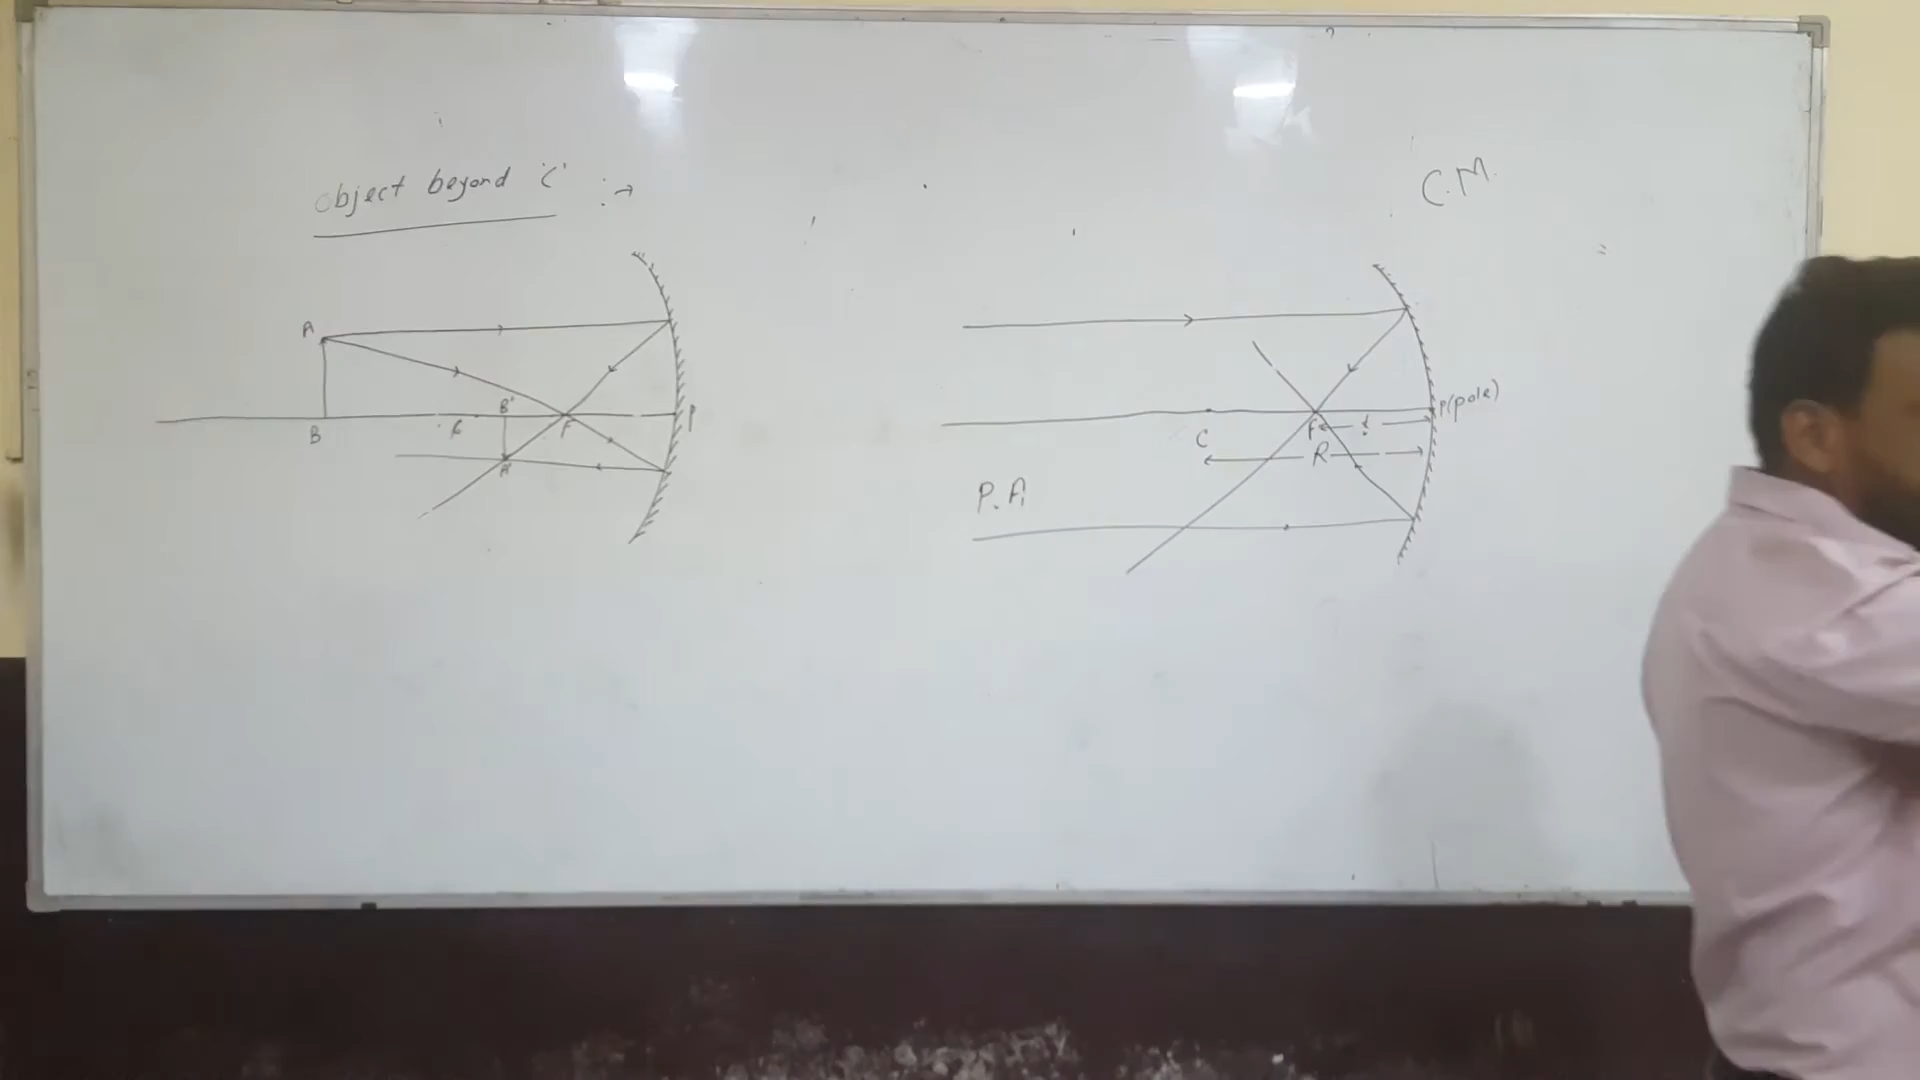 object beyond 'C' :→
C.M.
A
B' P
B C F
A'
P(pole)
F f
C R
P.A